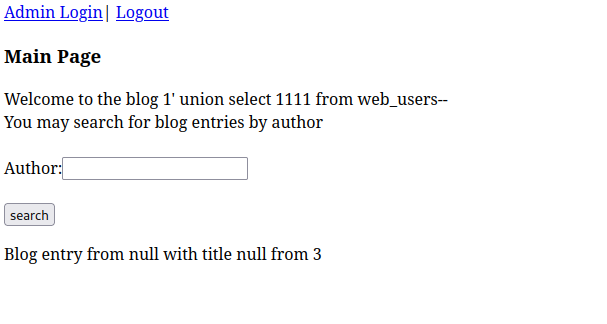 Admin Login| Logout
Main Page
Welcome to the blog 1' union select 1111 from web_users--
You may search for blog entries by author
Author:
search
Blog entry from null with title null from 3